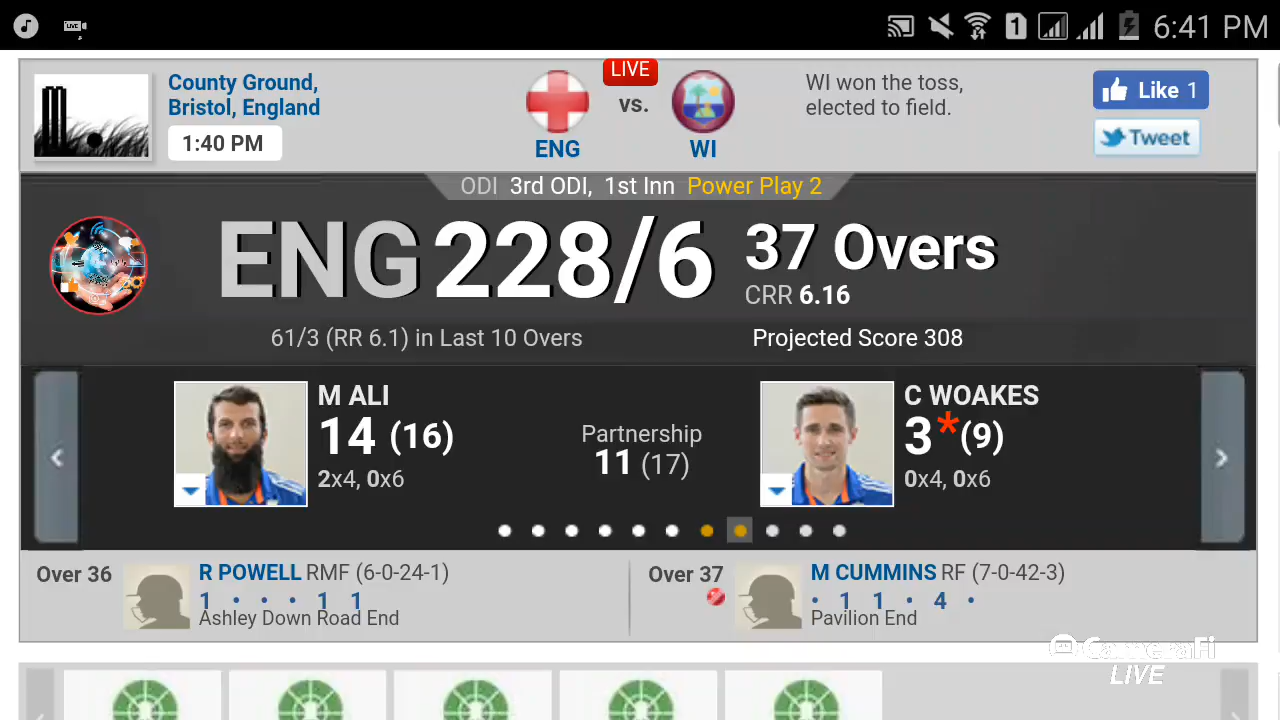 LIVE
1
6:41 PM
County Ground,
Bristol, England
1:40 PM
LIVE
vs.
ENG
WI
WI won the toss,
elected to field.
Like 1
Tweet
ODI 3rd ODI, 1st Inn Power Play 2
ENG 228/6
37 Overs
CRR 6.16
61/3 (RR 6.1) in Last 10 Overs
Projected Score 308
M ALI
14 (16)
2x4, 0x6
Partnership
11 (17)
C WOAKES
3*(9)
0x4, 0x6
Over 36
R POWELL RMF (6-0-24-1)
1 • • • 1 1
Ashley Down Road End
Over 37
M CUMMINS RF (7-0-42-3)
• 1 1 • 4 •
Pavilion End
CameraFi
LIVE